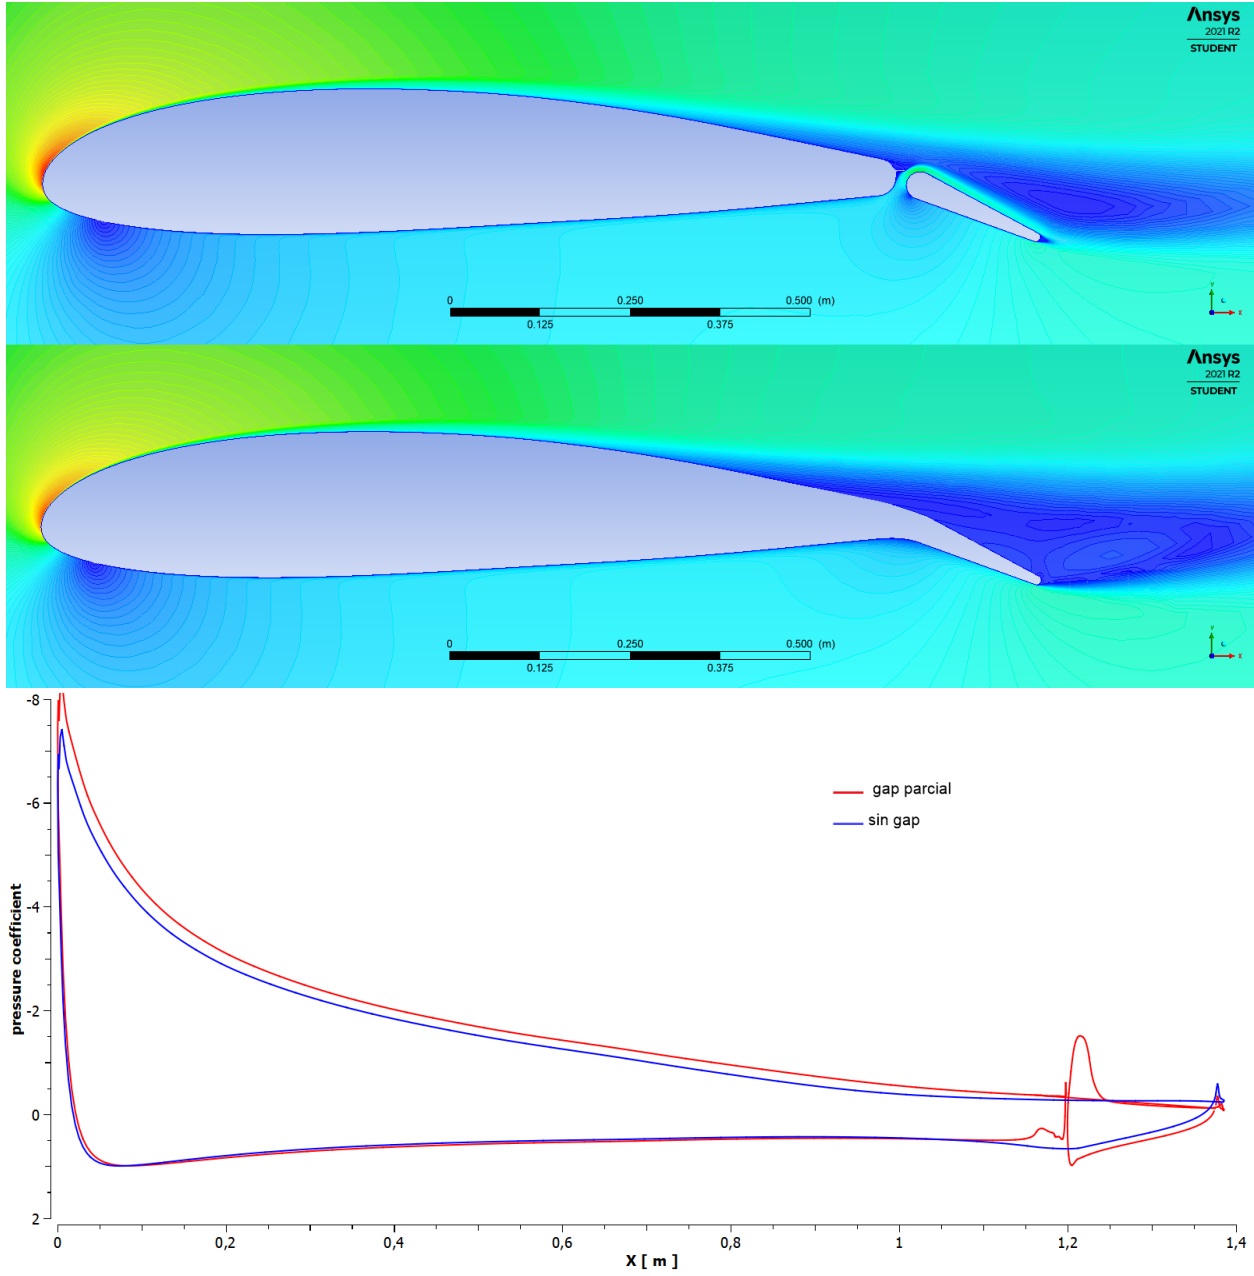 Ansys
2021 R2
STUDENT
0 0.250 0.500 (m)
0.125 0.375
Y
X
Ansys
2021 R2
STUDENT
0 0.250 0.500 (m)
0.125 0.375
Y
X
-8
-6
-4
-2
0
2
pressure coefficient
gap parcial
sin gap
0 0,2 0,4 0,6 0,8 1 1,2 1,4
X [ m ]